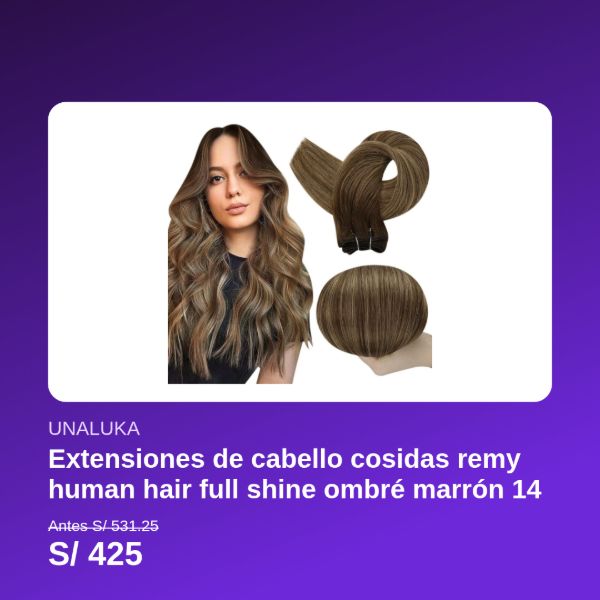 UNALUKA
Extensiones de cabello cosidas remy
human hair full shine ombré marrón 14
Antes S/ 531.25
S/ 425